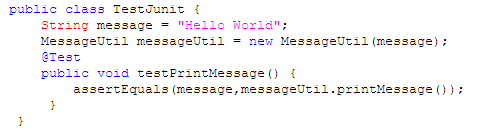 public class TestJunit {
    String message = "Hello World";
    MessageUtil messageUtil = new MessageUtil(message);
    @Test
    public void testPrintMessage() {
        assertEquals(message,messageUtil.printMessage());
     }
 }